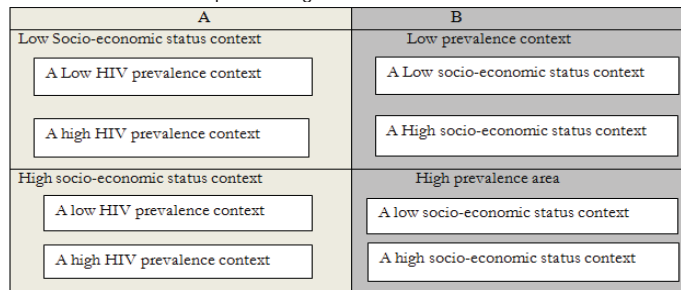 A
B
Low Socio-economic status context
Low prevalence context
A Low HIV prevalence context
A Low socio-economic status context
A high HIV prevalence context
A High socio-economic status context
High socio-economic status context
High prevalence area
A low HIV prevalence context
A low socio-economic status context
A high HIV prevalence context
A high socio-economic status context